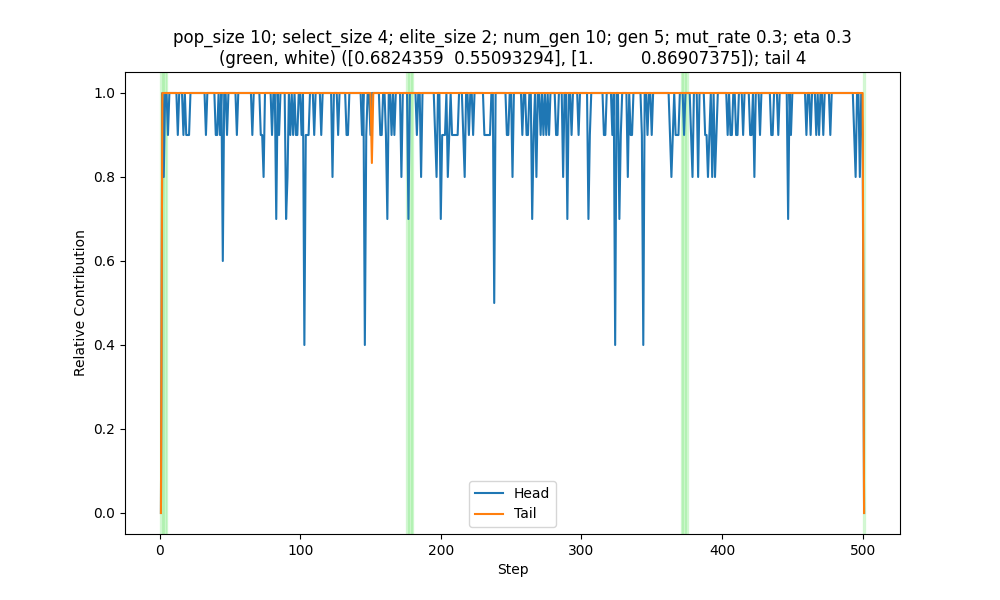 pop_size 10; select_size 4; elite_size 2; num_gen 10; gen 5; mut_rate 0.3; eta 0.3
(green, white) ([0.6824359  0.55093294], [1.         0.86907375]); tail 4
1.0
0.8
0.6
0.4
0.2
0.0
Relative Contribution
Head
Tail
0
100
200
300
400
500
Step